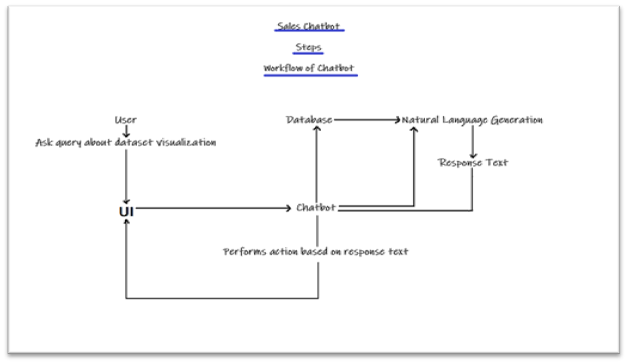 Sales Chatbot
Steps
Workflow of Chatbot
User
Database
Natural Language Generation
Ask query about dataset visualization
Response Text
UI
Chatbot
Performs action based on response text